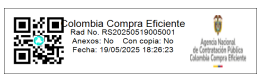 Colombia Compra Eficiente
Rad No. RS20250519005001
Anexos: No Con copia: No
Fecha: 19/05/2025 18:26:23
Agencia Nacional
de Contratación Pública
Colombia Compra Eficiente